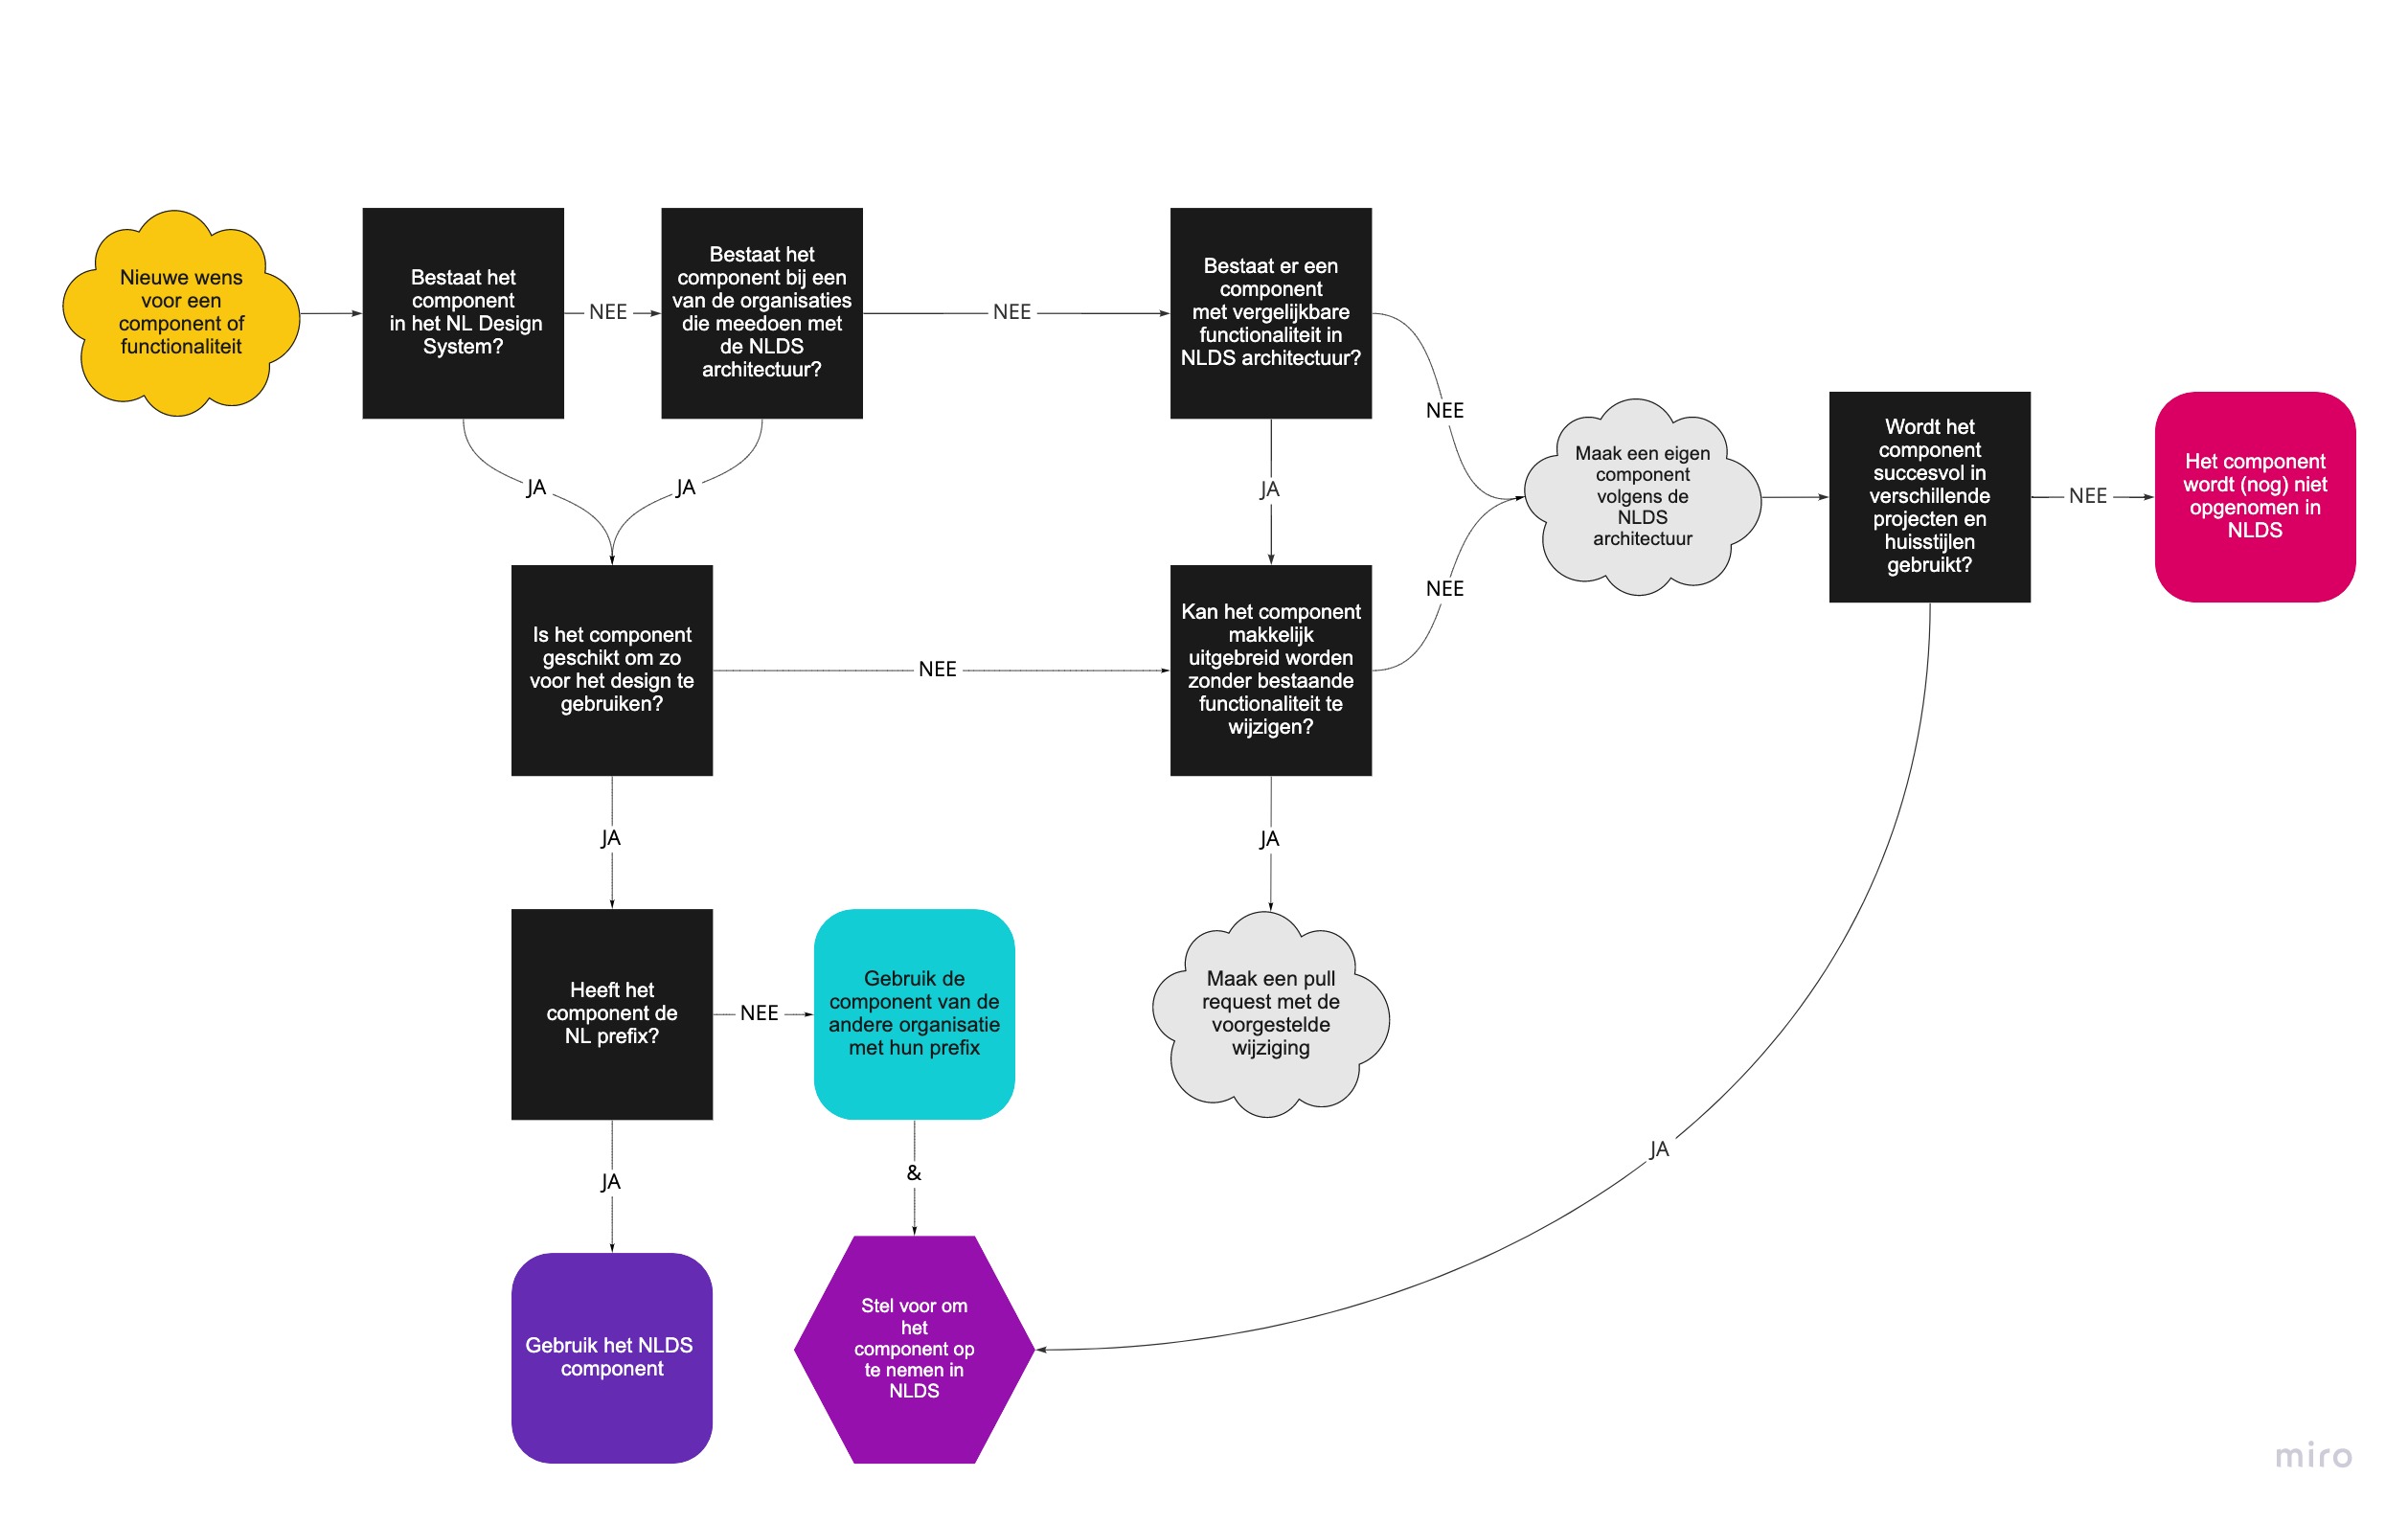 Nieuwe wens
voor een
component of
functionaliteit
Bestaat het
component
in het NL Design
System?
NEE
Bestaat het
component bij een
van de organisaties
die meedoen met
de NLDS
architectuur?
NEE
Bestaat er een
component
met vergelijkbare
functionaliteit in
NLDS architectuur?
NEE
JA
JA
JA
Maak een eigen
component
volgens de
NLDS
architectuur
Wordt het
component
succesvol in
verschillende
projecten en
huisstijlen
gebruikt?
NEE
Het component
wordt (nog) niet
opgenomen in
NLDS
Is het component
geschikt om zo
voor het design te
gebruiken?
NEE
Kan het component
makkelijk
uitgebreid worden
zonder bestaande
functionaliteit te
wijzigen?
NEE
JA
JA
Heeft het
component de
NL prefix?
NEE
Gebruik de
component van de
andere organisatie
met hun prefix
Maak een pull
request met de
voorgestelde
wijziging
JA
&
JA
Gebruik het NLDS
component
Stel voor om
het
component op
te nemen in
NLDS
miro